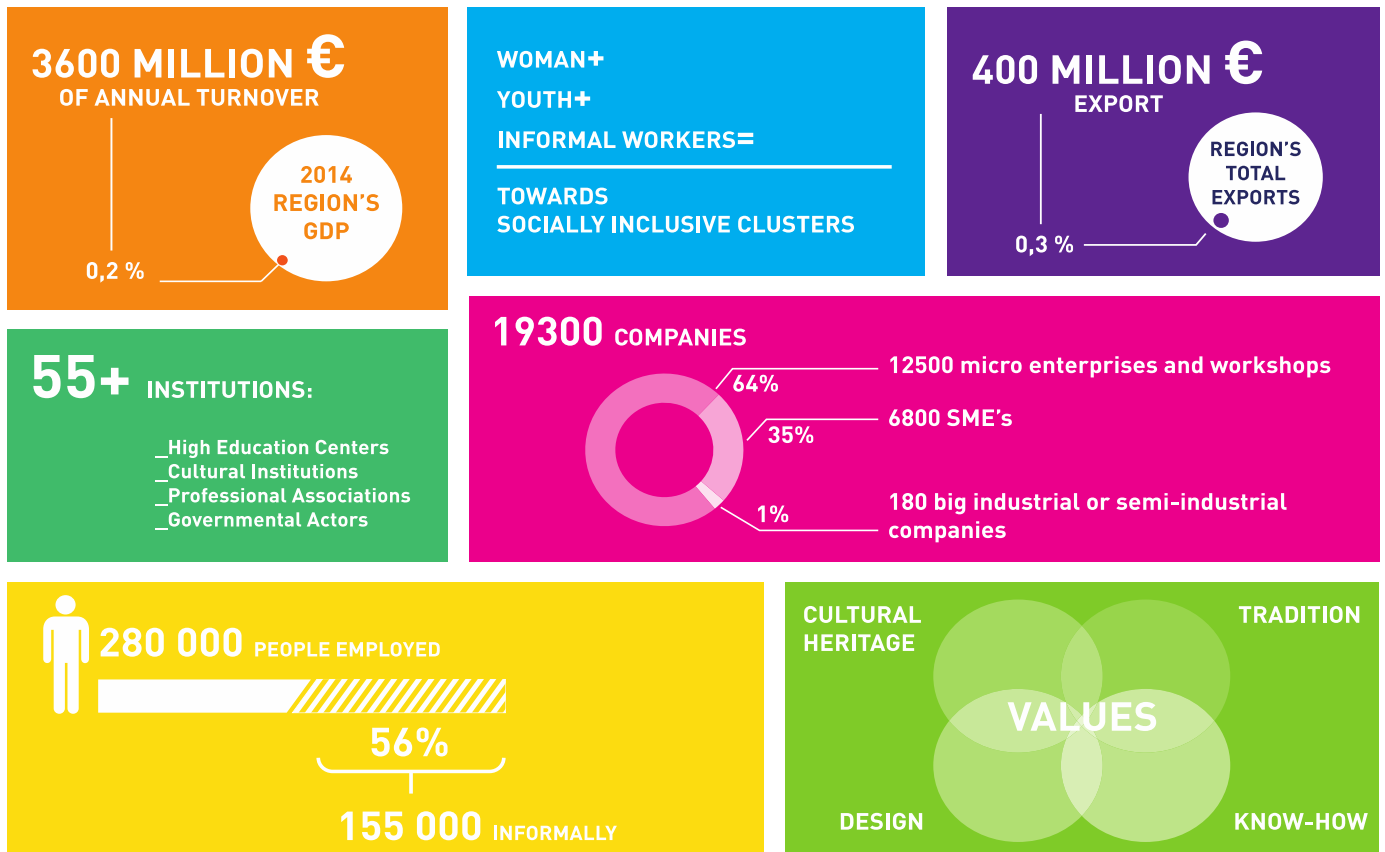 3600 MILLION €
OF ANNUAL TURNOVER
2014
REGION'S
GDP
0,2 %
WOMAN+
YOUTH+
INFORMAL WORKERS=
TOWARDS
SOCIALLY INCLUSIVE CLUSTERS
400 MILLION €
EXPORT
REGION'S
TOTAL
EXPORTS
0,3 %
55+ INSTITUTIONS:
_High Education Centers
_Cultural Institutions
_Professional Associations
_Governmental Actors
19300 COMPANIES
64%
12500 micro enterprises and workshops
35%
6800 SME's
1%
180 big industrial or semi-industrial
companies
280 000 PEOPLE EMPLOYED
56%
155 000 INFORMALLY
CULTURAL
HERITAGE
TRADITION
VALUES
DESIGN
KNOW-HOW